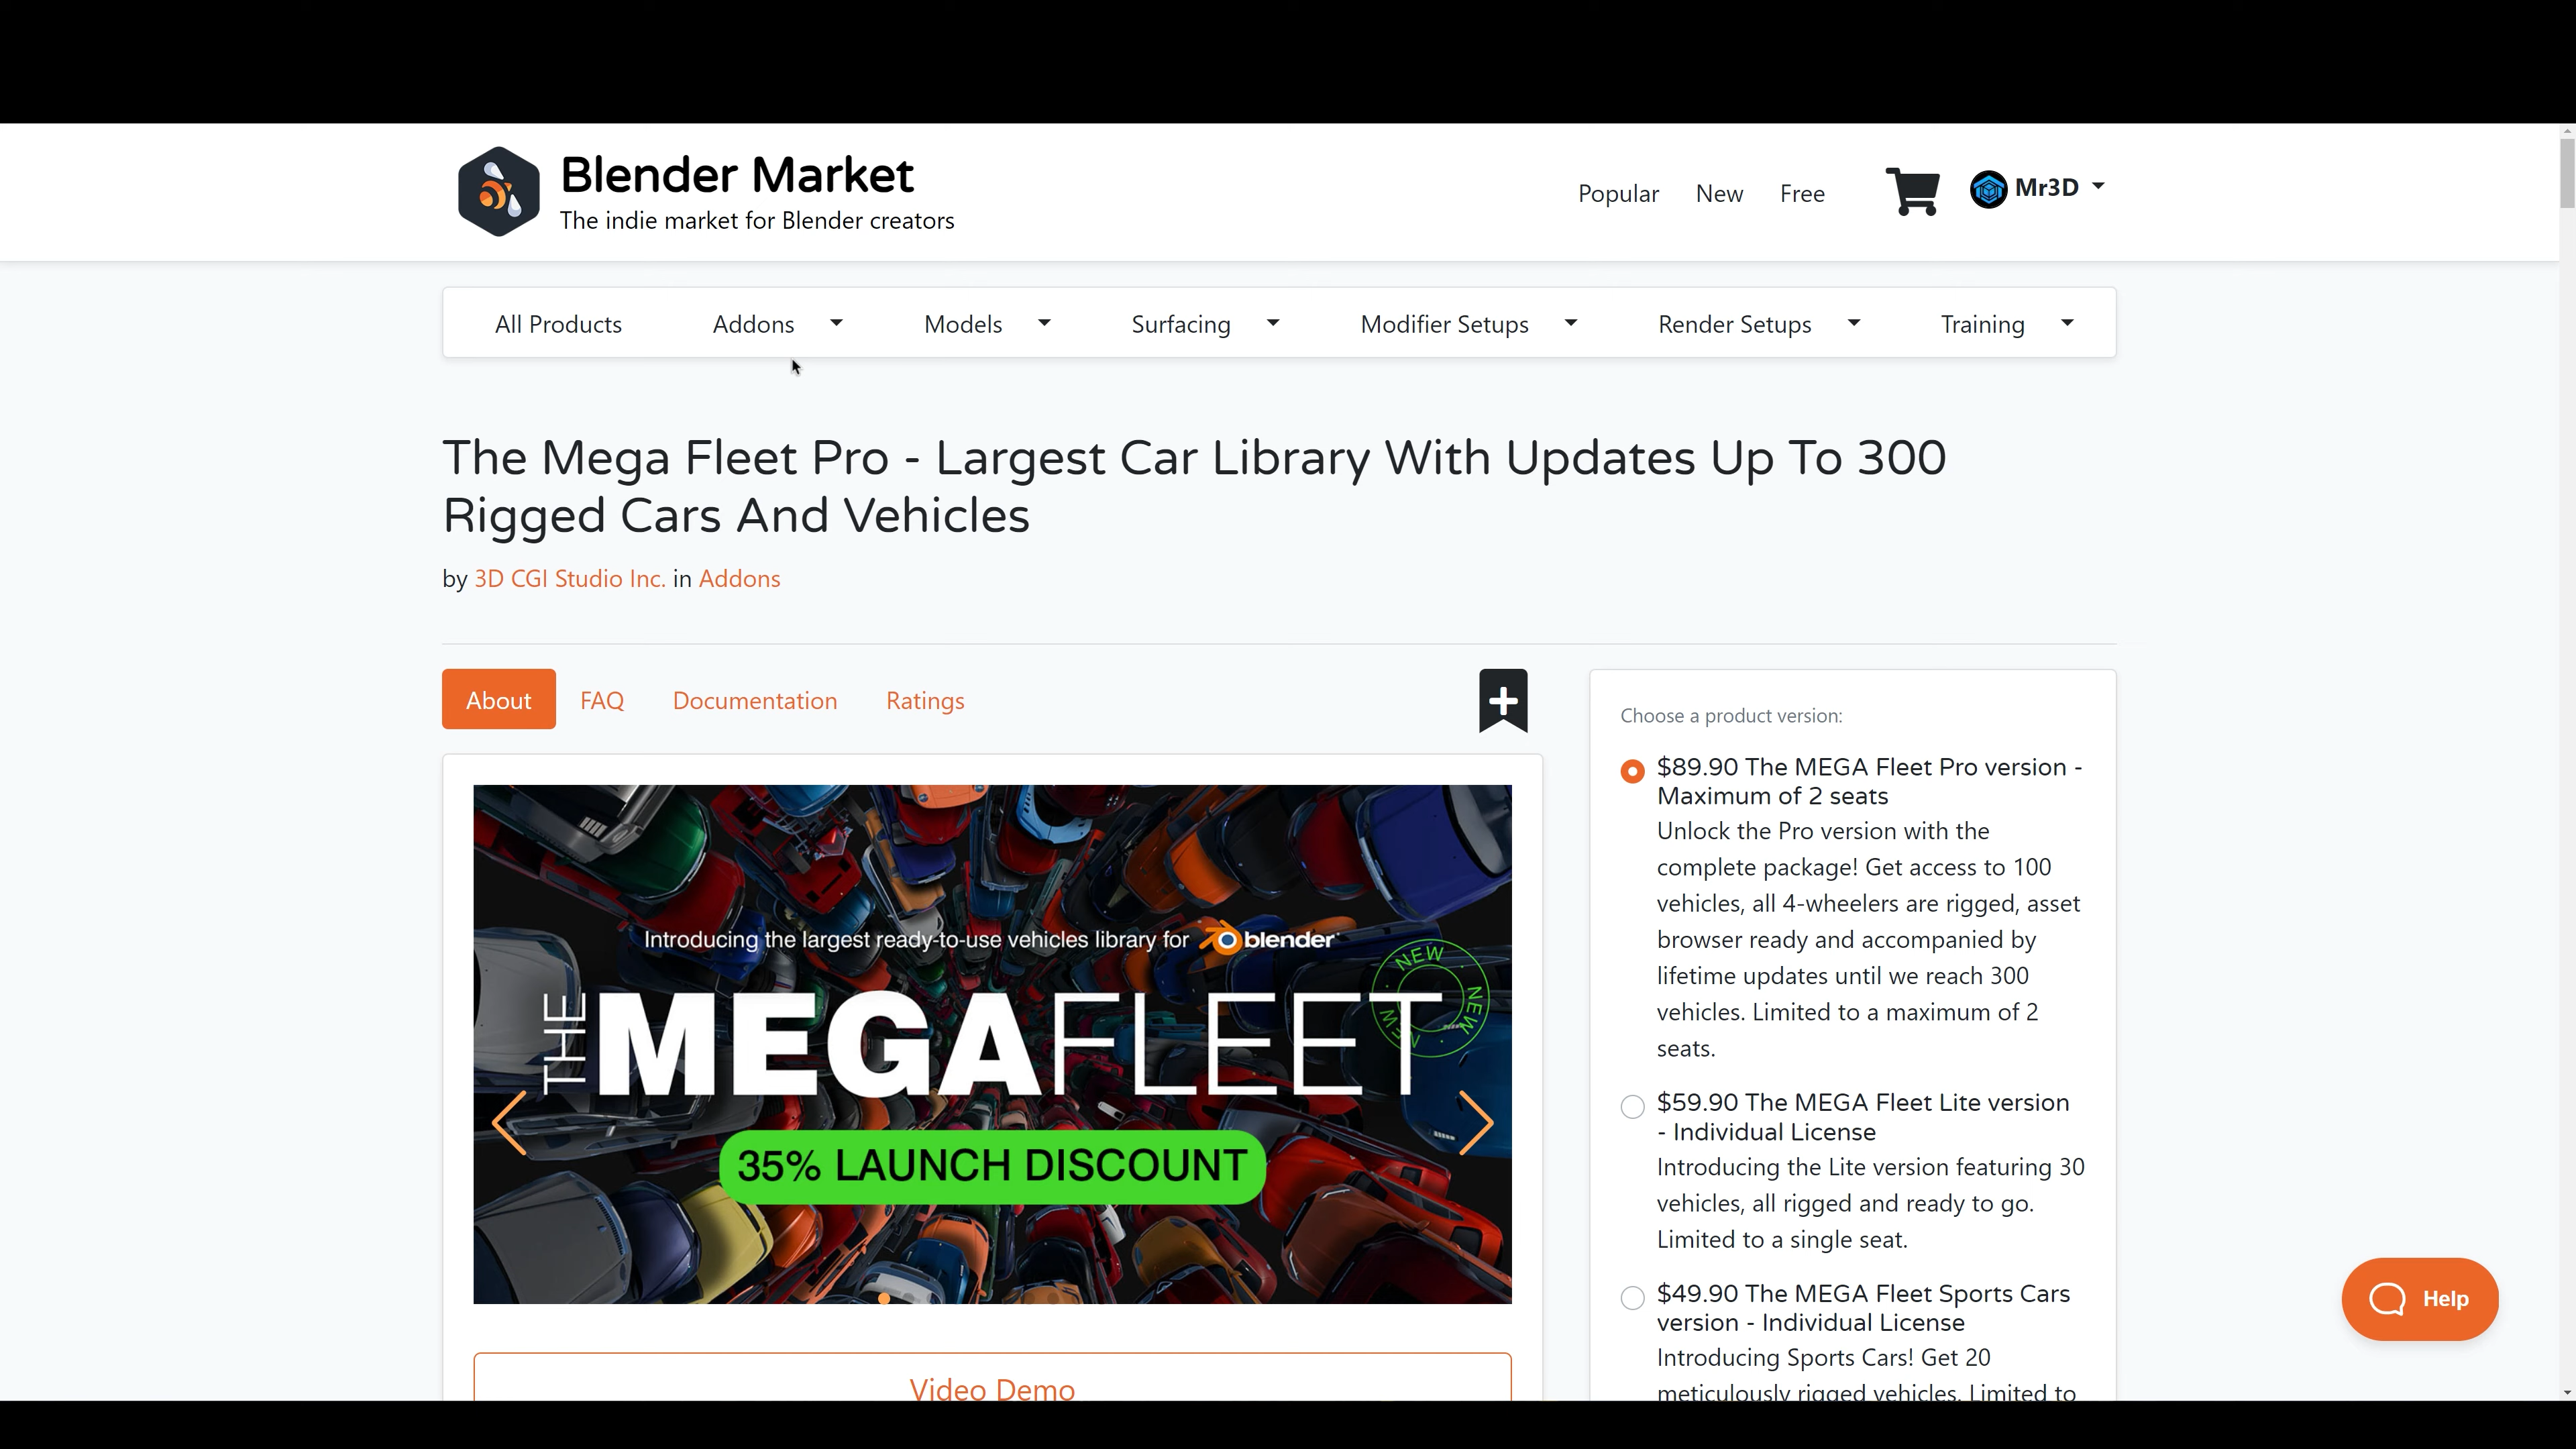 Blender Market
The indie market for Blender creators
Popular New Free Mr3D
All Products Addons Models Surfacing Modifier Setups Render Setups Training
The Mega Fleet Pro - Largest Car Library With Updates Up To 300
Rigged Cars And Vehicles
by 3D CGI Studio Inc. in Addons
About FAQ Documentation Ratings
Introducing the largest ready-to-use vehicles library for blender
NEW NEW NEW
THE MEGAFLEET
35% LAUNCH DISCOUNT
Video Demo
Choose a product version:
$89.90 The MEGA Fleet Pro version -
Maximum of 2 seats
Unlock the Pro version with the
complete package! Get access to 100
vehicles, all 4-wheelers are rigged, asset
browser ready and accompanied by
lifetime updates until we reach 300
vehicles. Limited to a maximum of 2
seats.
$59.90 The MEGA Fleet Lite version
- Individual License
Introducing the Lite version featuring 30
vehicles, all rigged and ready to go.
Limited to a single seat.
$49.90 The MEGA Fleet Sports Cars
version - Individual License
Introducing Sports Cars! Get 20
meticulously rigged vehicles. Limited to
Help